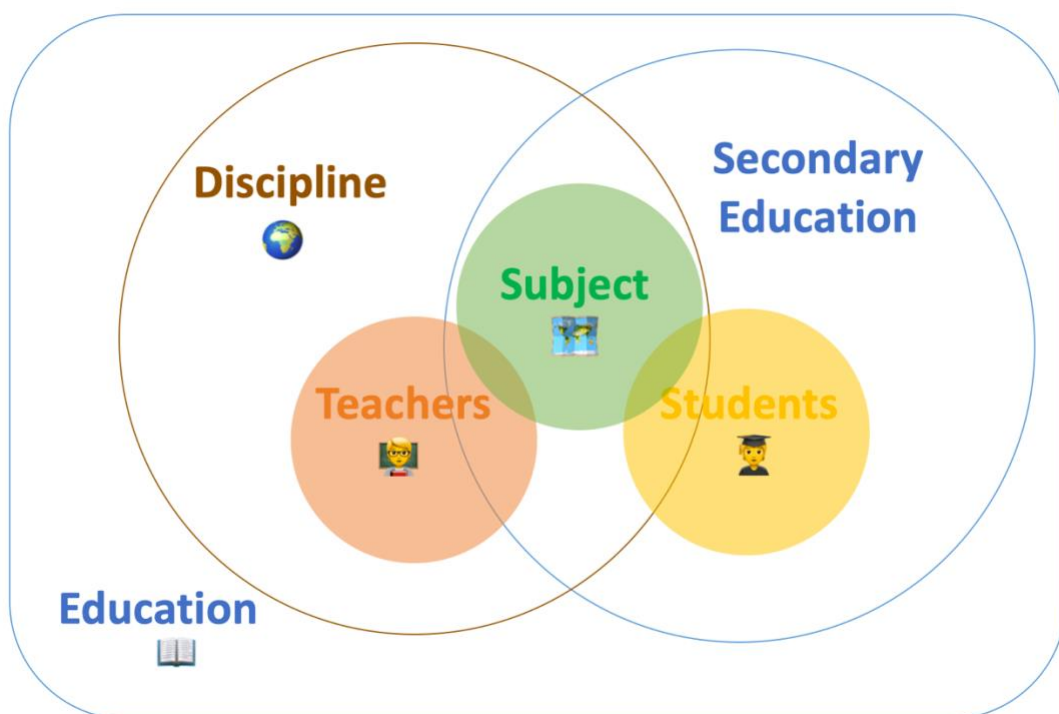 Discipline
Secondary
Education
Subject
Teachers
Students
Education